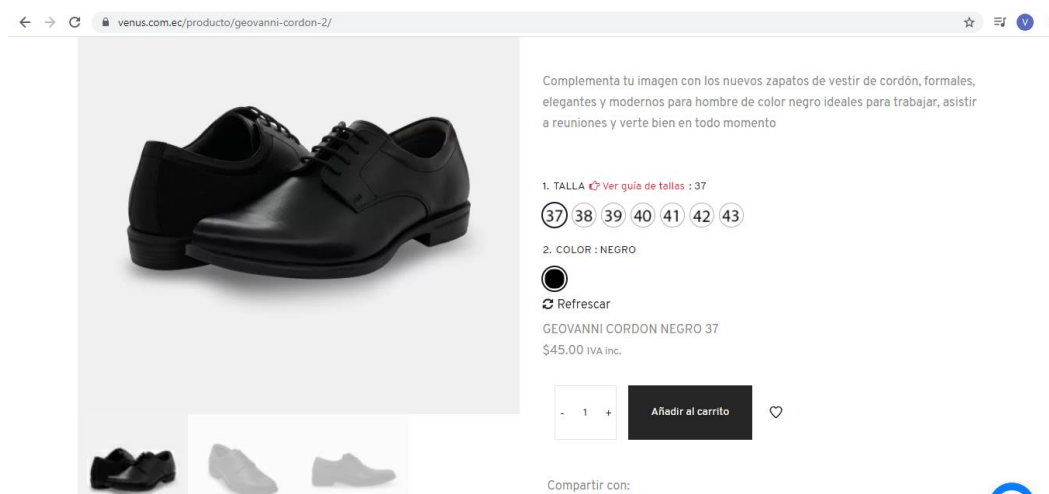 venus.com.ec/producto/geovanni-cordon-2/
V
Complementa tu imagen con los nuevos zapatos de vestir de cordón, formales,
elegantes y modernos para hombre de color negro ideales para trabajar, asistir
a reuniones y verte bien en todo momento
1. TALLA Ver guía de tallas : 37
37 38 39 40 41 42 43
2. COLOR : NEGRO
Refrescar
GEOVANNI CORDON NEGRO 37
$45.00 IVA inc.
- 1 + Añadir al carrito
Compartir con: